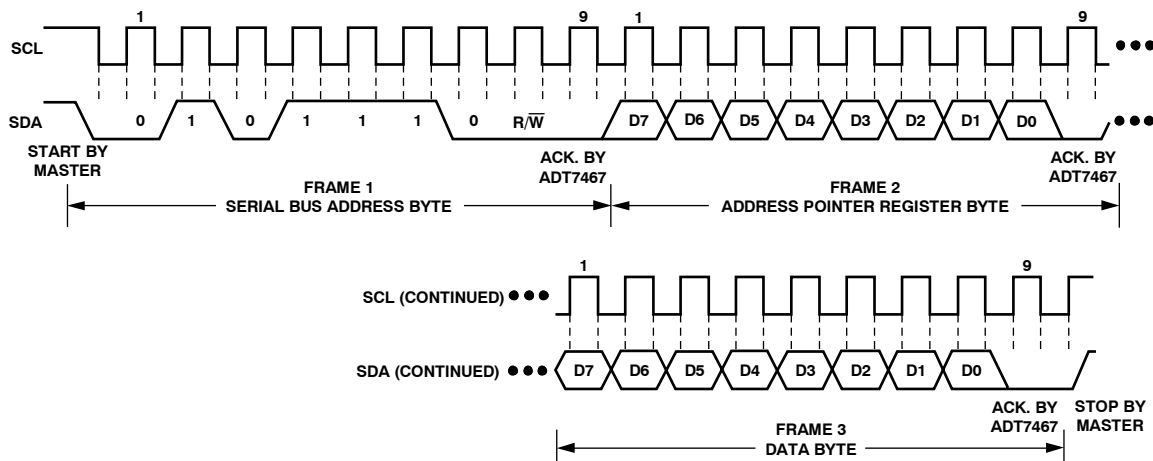 1 9 1 9
SCL
SDA 0 1 0 1 1 1 0 R/W̅ D7 D6 D5 D4 D3 D2 D1 D0
START BY
MASTER
ACK. BY
ADT7467
ACK. BY
ADT7467
FRAME 1
SERIAL BUS ADDRESS BYTE
FRAME 2
ADDRESS POINTER REGISTER BYTE
1 9
SCL (CONTINUED)
SDA (CONTINUED) D7 D6 D5 D4 D3 D2 D1 D0
ACK. BY
ADT7467
STOP BY
MASTER
FRAME 3
DATA BYTE